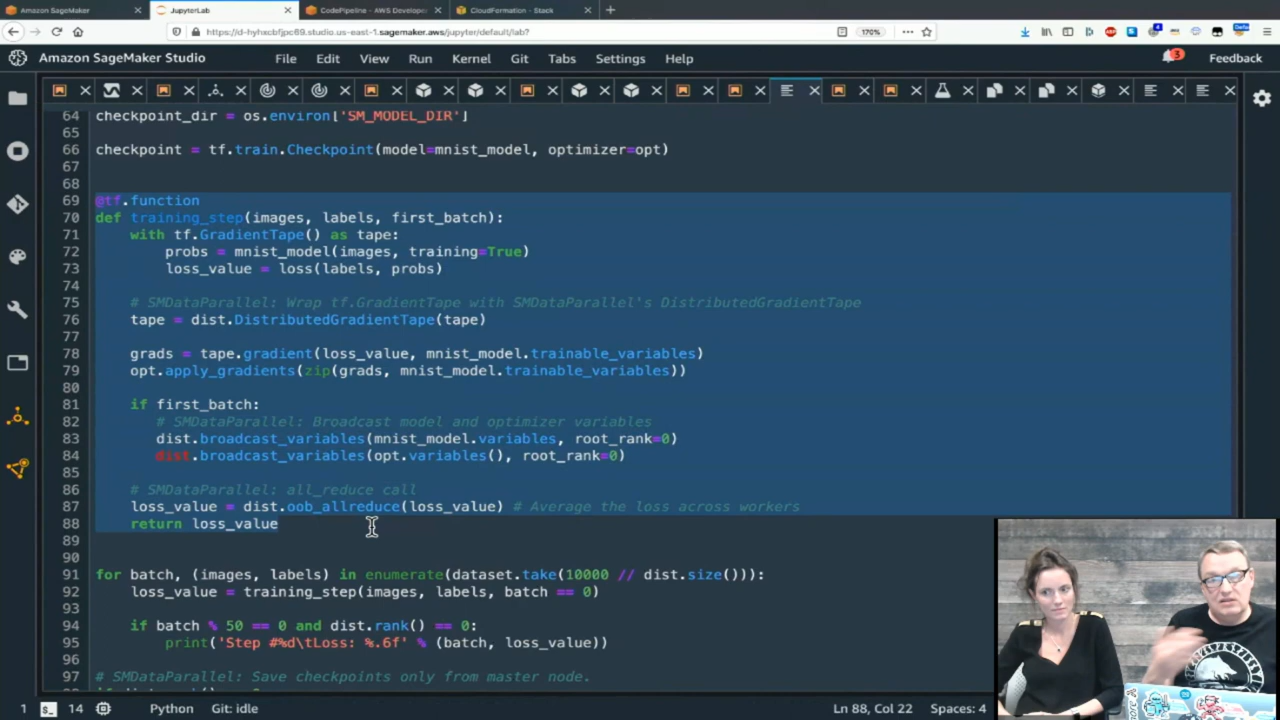 Amazon SageMaker
JupyterLab
CodePipeline - AWS Develope
CloudFormation - Stack
https://d-hyhxcbfjpc69.studio.us-east-1.sagemaker.aws/jupyter/default/lab?
170%
Amazon SageMaker Studio
File Edit View Run Kernel Git Tabs Settings Help
3
Feedback
64 checkpoint_dir = os.environ['SM_MODEL_DIR']
65
66 checkpoint = tf.train.Checkpoint(model=mnist_model, optimizer=opt)
67
68
69 @tf.function
70 def training_step(images, labels, first_batch):
71 with tf.GradientTape() as tape:
72 probs = mnist_model(images, training=True)
73 loss_value = loss(labels, probs)
74
75 # SMDataParallel: Wrap tf.GradientTape with SMDataParallel's DistributedGradientTape
76 tape = dist.DistributedGradientTape(tape)
77
78 grads = tape.gradient(loss_value, mnist_model.trainable_variables)
79 opt.apply_gradients(zip(grads, mnist_model.trainable_variables))
80
81 if first_batch:
82 # SMDataParallel: Broadcast model and optimizer variables
83 dist.broadcast_variables(mnist_model.variables, root_rank=0)
84 dist.broadcast_variables(opt.variables(), root_rank=0)
85
86 # SMDataParallel: all_reduce call
87 loss_value = dist.oob_allreduce(loss_value) # Average the loss across workers
88 return loss_value
89
90
91 for batch, (images, labels) in enumerate(dataset.take(10000 // dist.size())):
92 loss_value = training_step(images, labels, batch == 0)
93
94 if batch % 50 == 0 and dist.rank() == 0:
95 print('Step #%d\tLoss: %.6f' % (batch, loss_value))
96
97 # SMDataParallel: Save checkpoints only from master node.
1
14
Python
Git: idle
Ln 88, Col 22
Spaces: 4